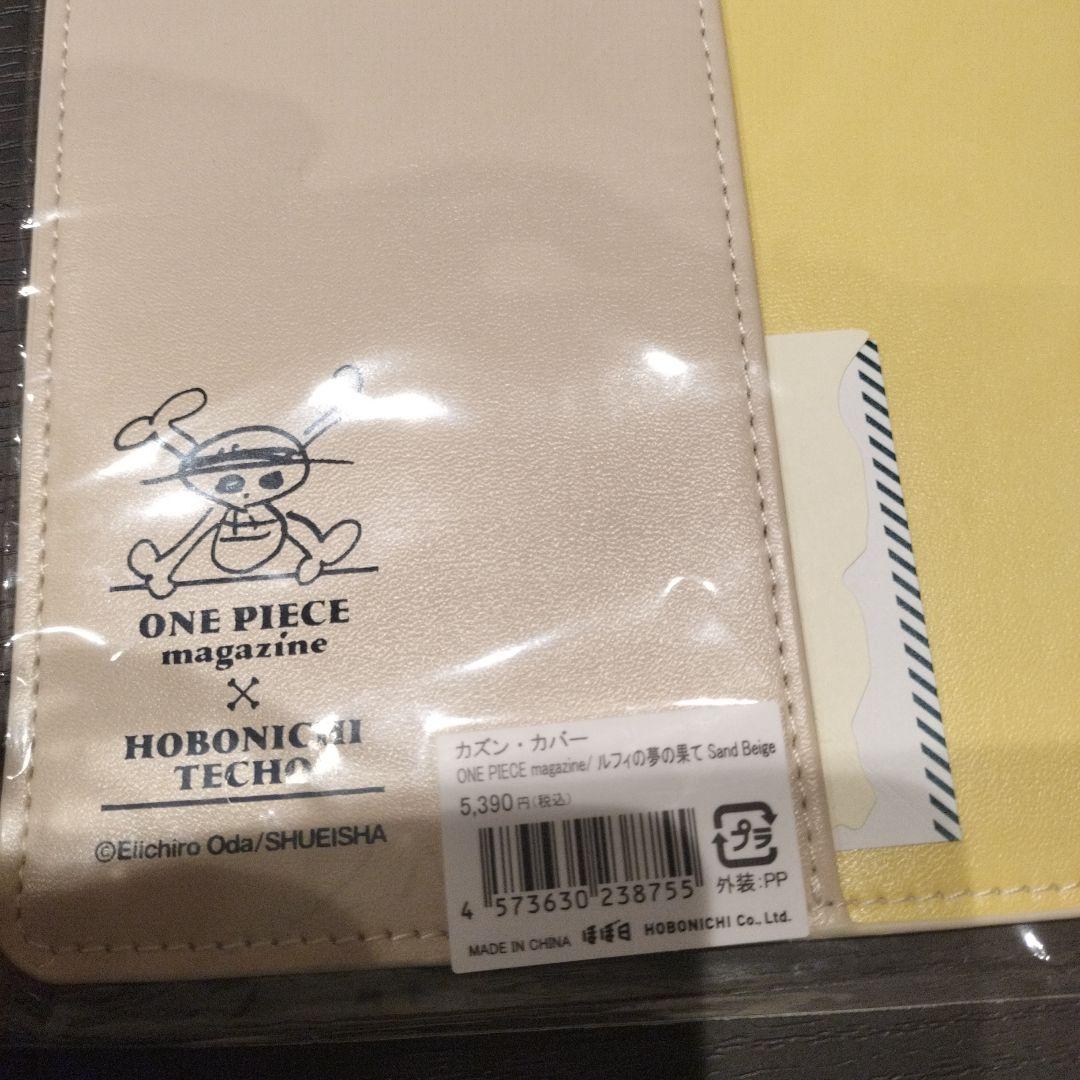 ONE PIECE
magazine
×
HOBONICHI
TECHO
©Eiichiro Oda/SHUEISHA
カズン・カバー
ONE PIECE magazine/ ルフィの夢の果て Sand Beige
5,390円(税込)
4 573630 238755
プラ
外装:PP
MADE IN CHINA ほぼ日 HOBONICHI Co., Ltd.